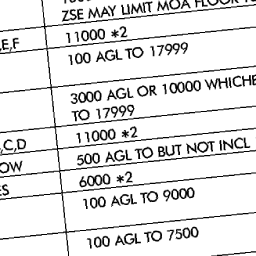 ZSE MAY LIMIT MOA FLOOR
,E,F 11000 *2
100 AGL TO 17999
3000 AGL OR 10000 WHICHE
TO 17999
,C,D 11000 *2
OW 500 AGL TO BUT NOT INCL
ES 6000 *2
100 AGL TO 9000
100 AGL TO 7500